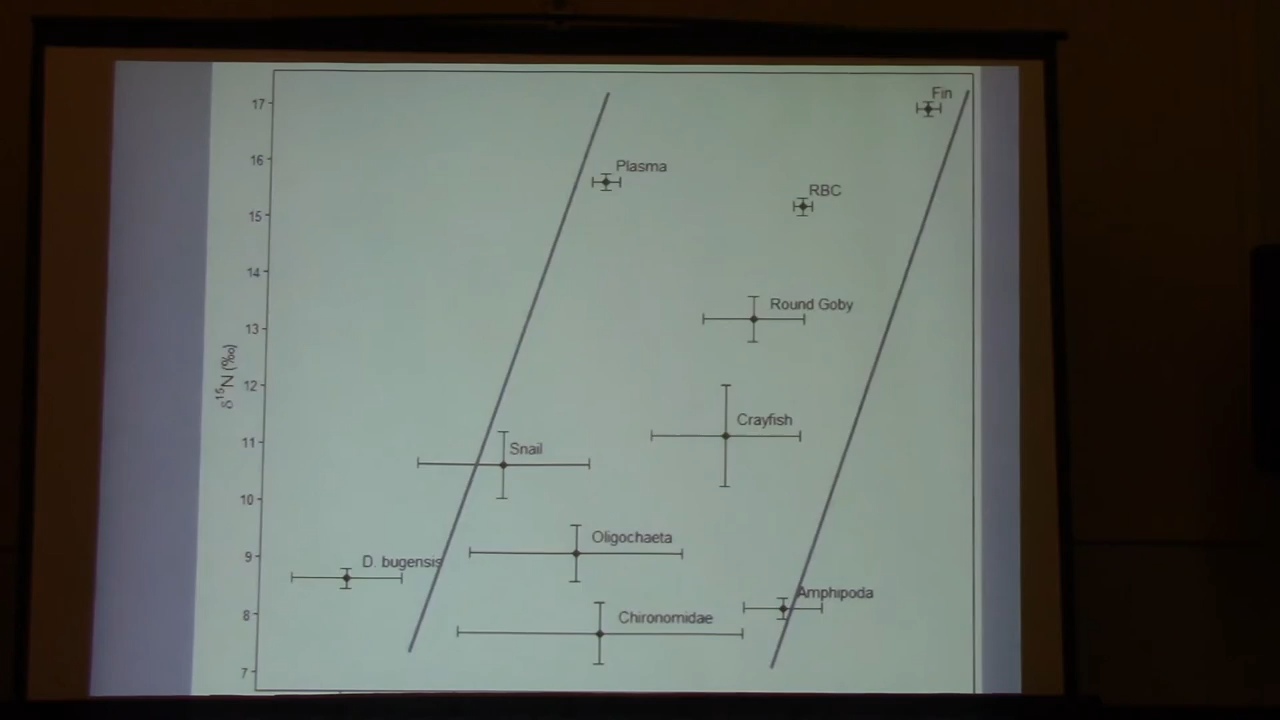 Fin
17
Plasma
16
RBC
15
14
Round Goby
13
δ¹⁵N (‰)
12
Crayfish
11
Snail
10
Oligochaeta
9
D. bugensis
Amphipoda
8
Chironomidae
7